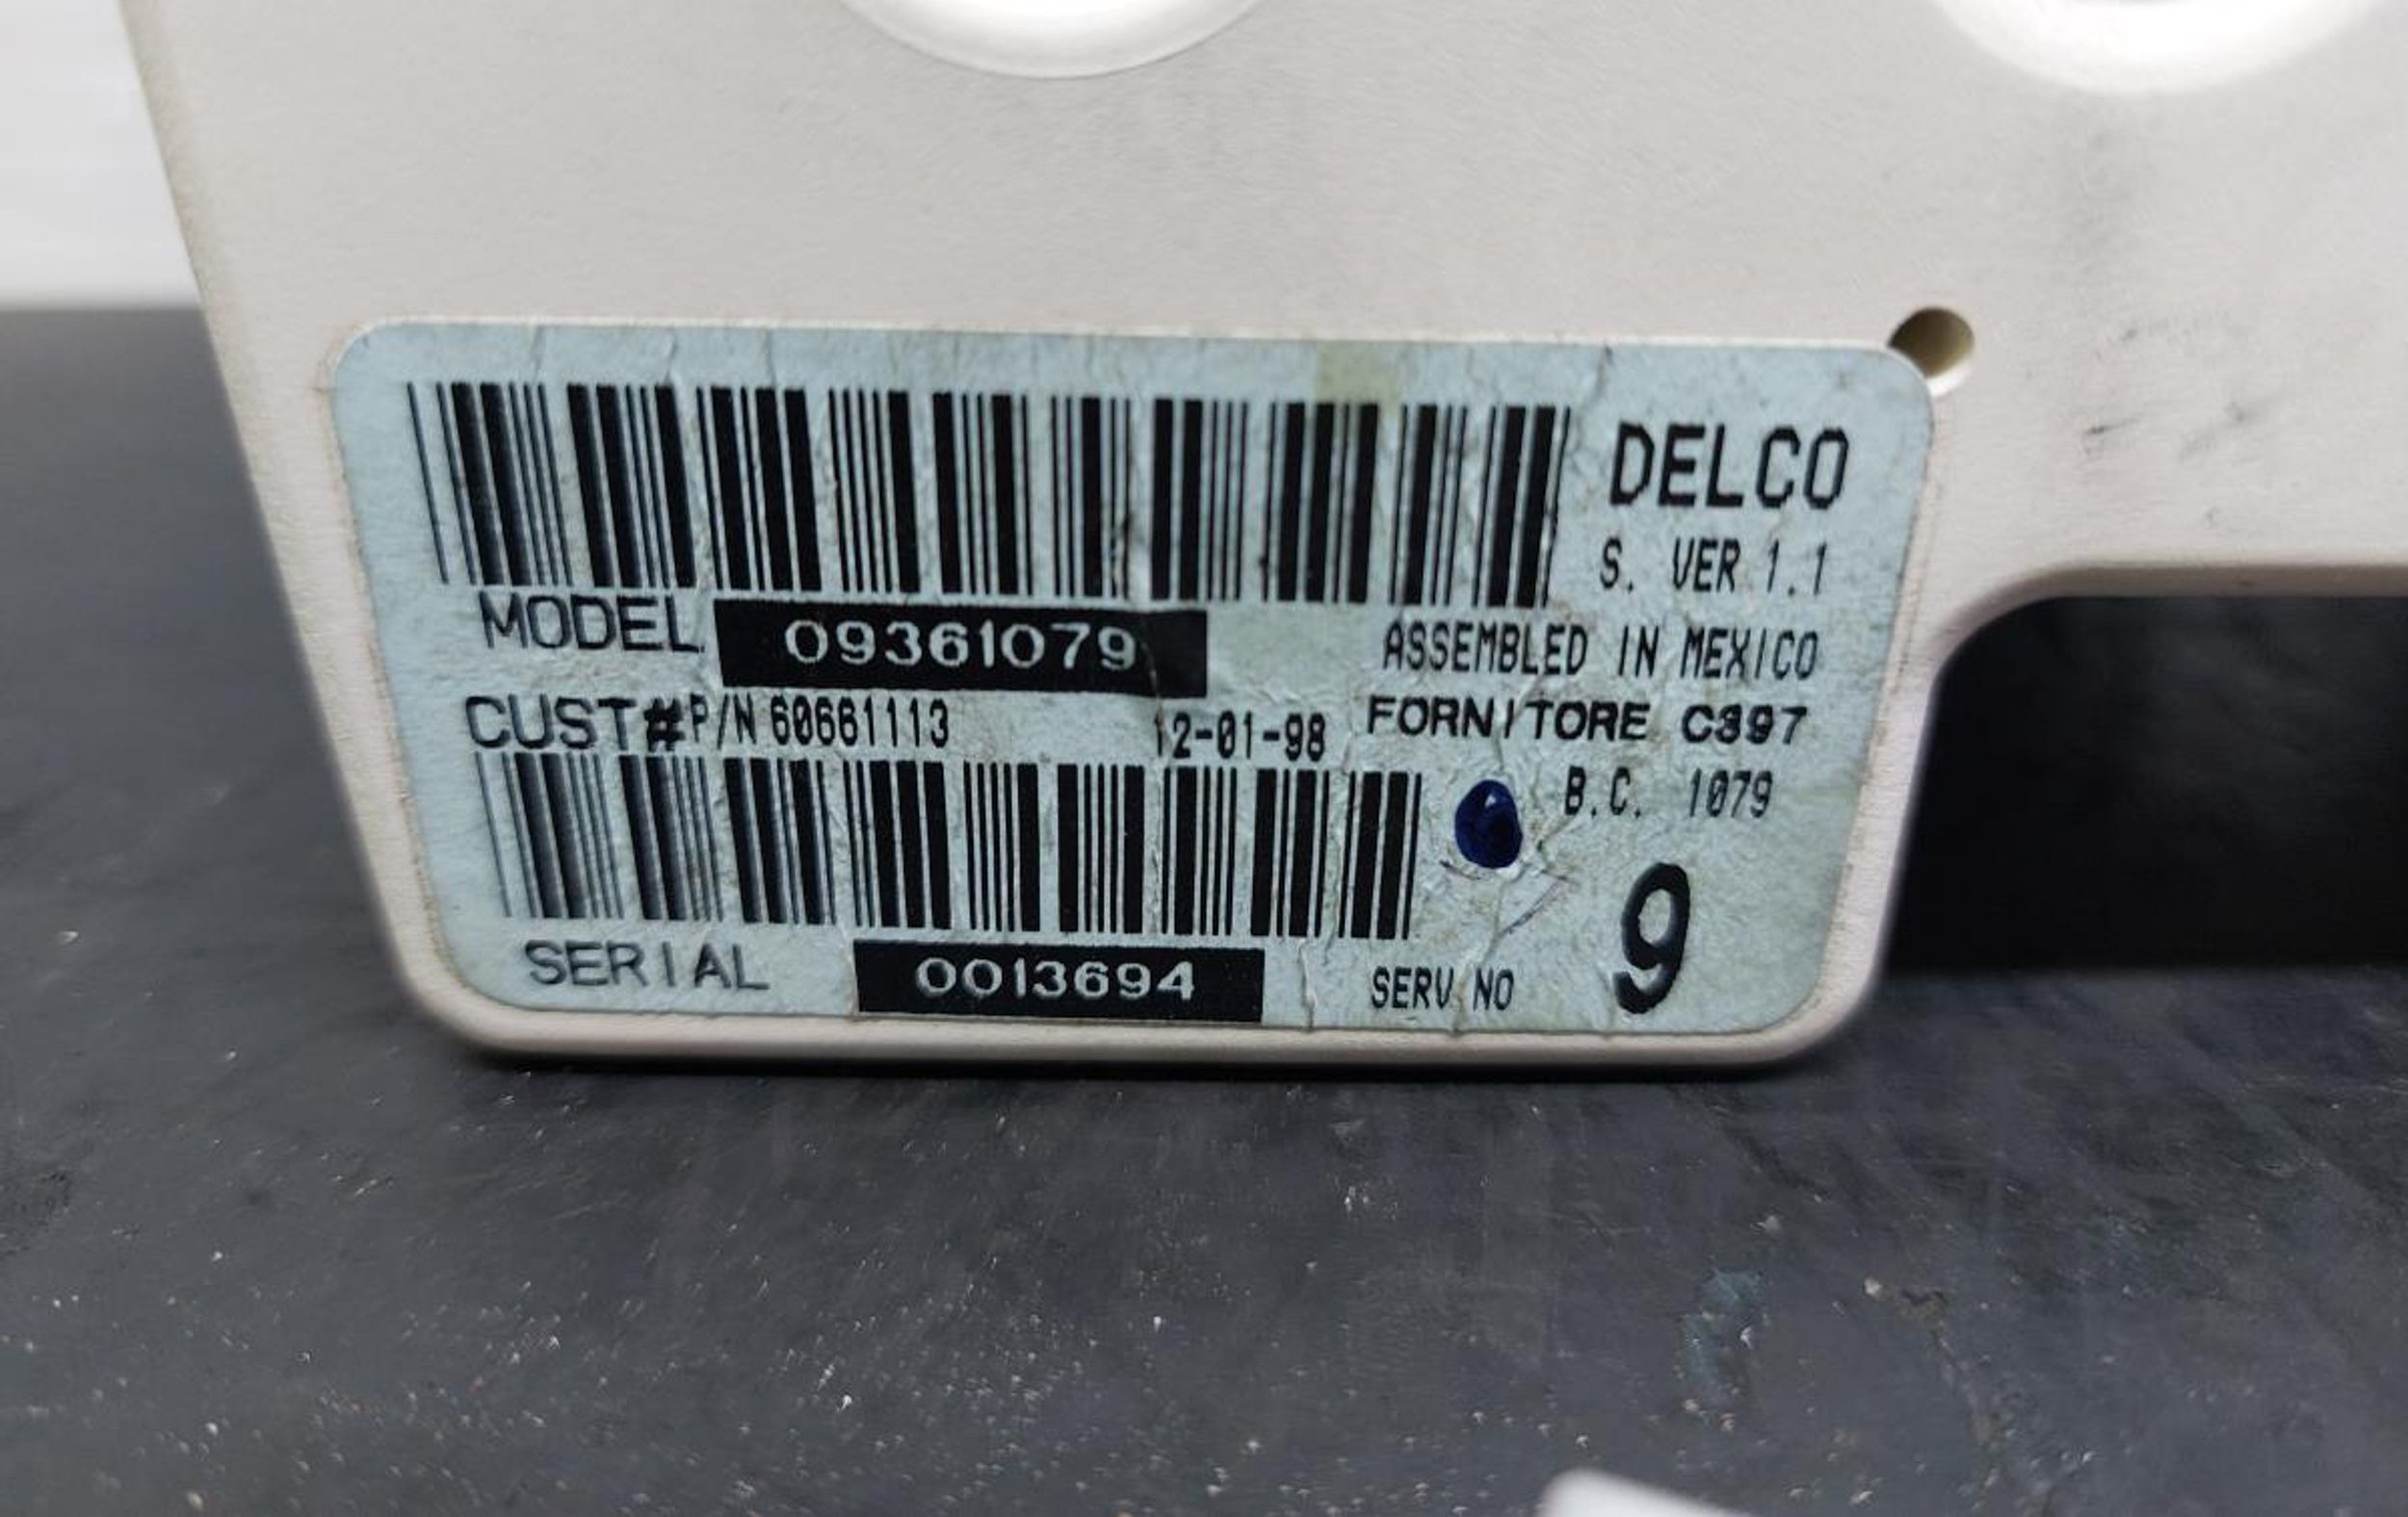 DELCO
S. VER 1.1
MODEL 09361079 ASSEMBLED IN MEXICO
CUST# P/N 60661113 12-01-98 FORNITORE C397
B.C. 1079
SERIAL 0013694 SERV NO 9